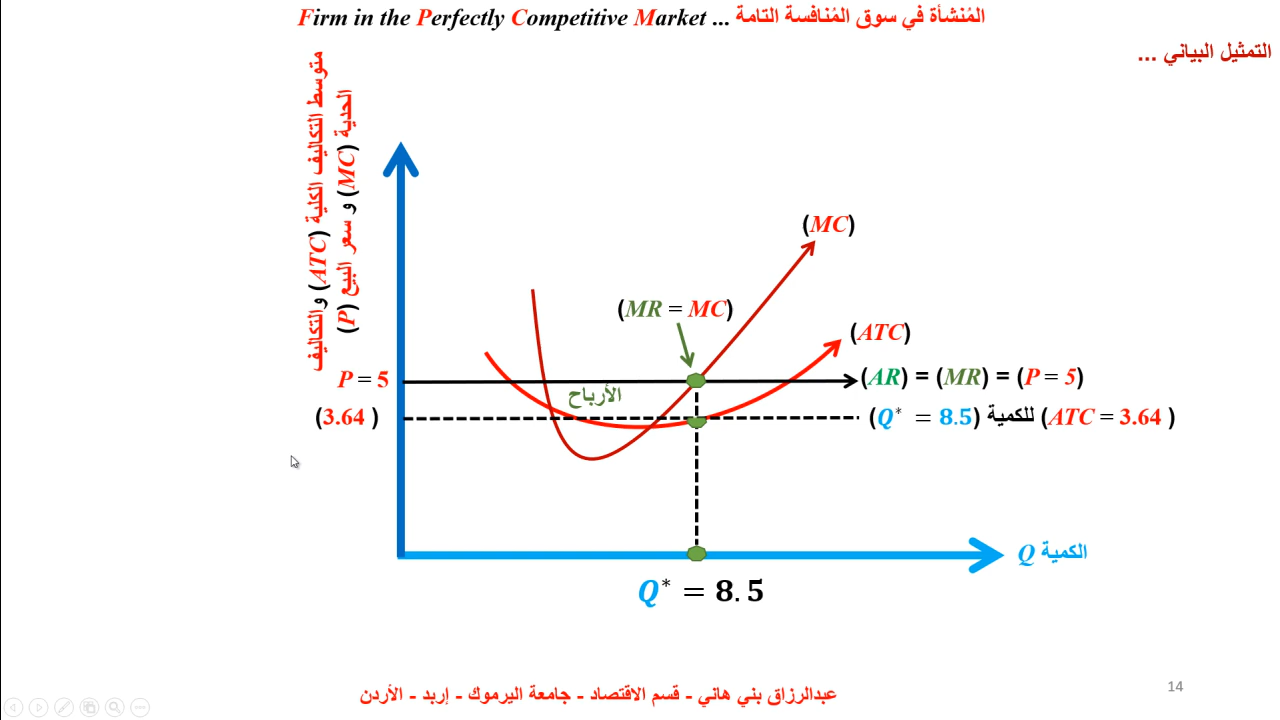 Firm in the Perfectly Competitive Market ... المُنشأة في سوق المُنافسة التامة
التمثيل البياني ...
متوسط التكاليف الكلية (ATC) والتكاليف
الحدية (MC) و سعر البيع (P)
(MC)
(MR = MC)
(ATC)
P = 5
الأرباح
(AR) = (MR) = (P = 5)
(3.64 )
(ATC = 3.64 ) للكمية (Q* = 8.5)
الكمية Q
Q* = 8.5
عبدالرزاق بني هاني - قسم الاقتصاد - جامعة اليرموك - إربد - الأردن
14